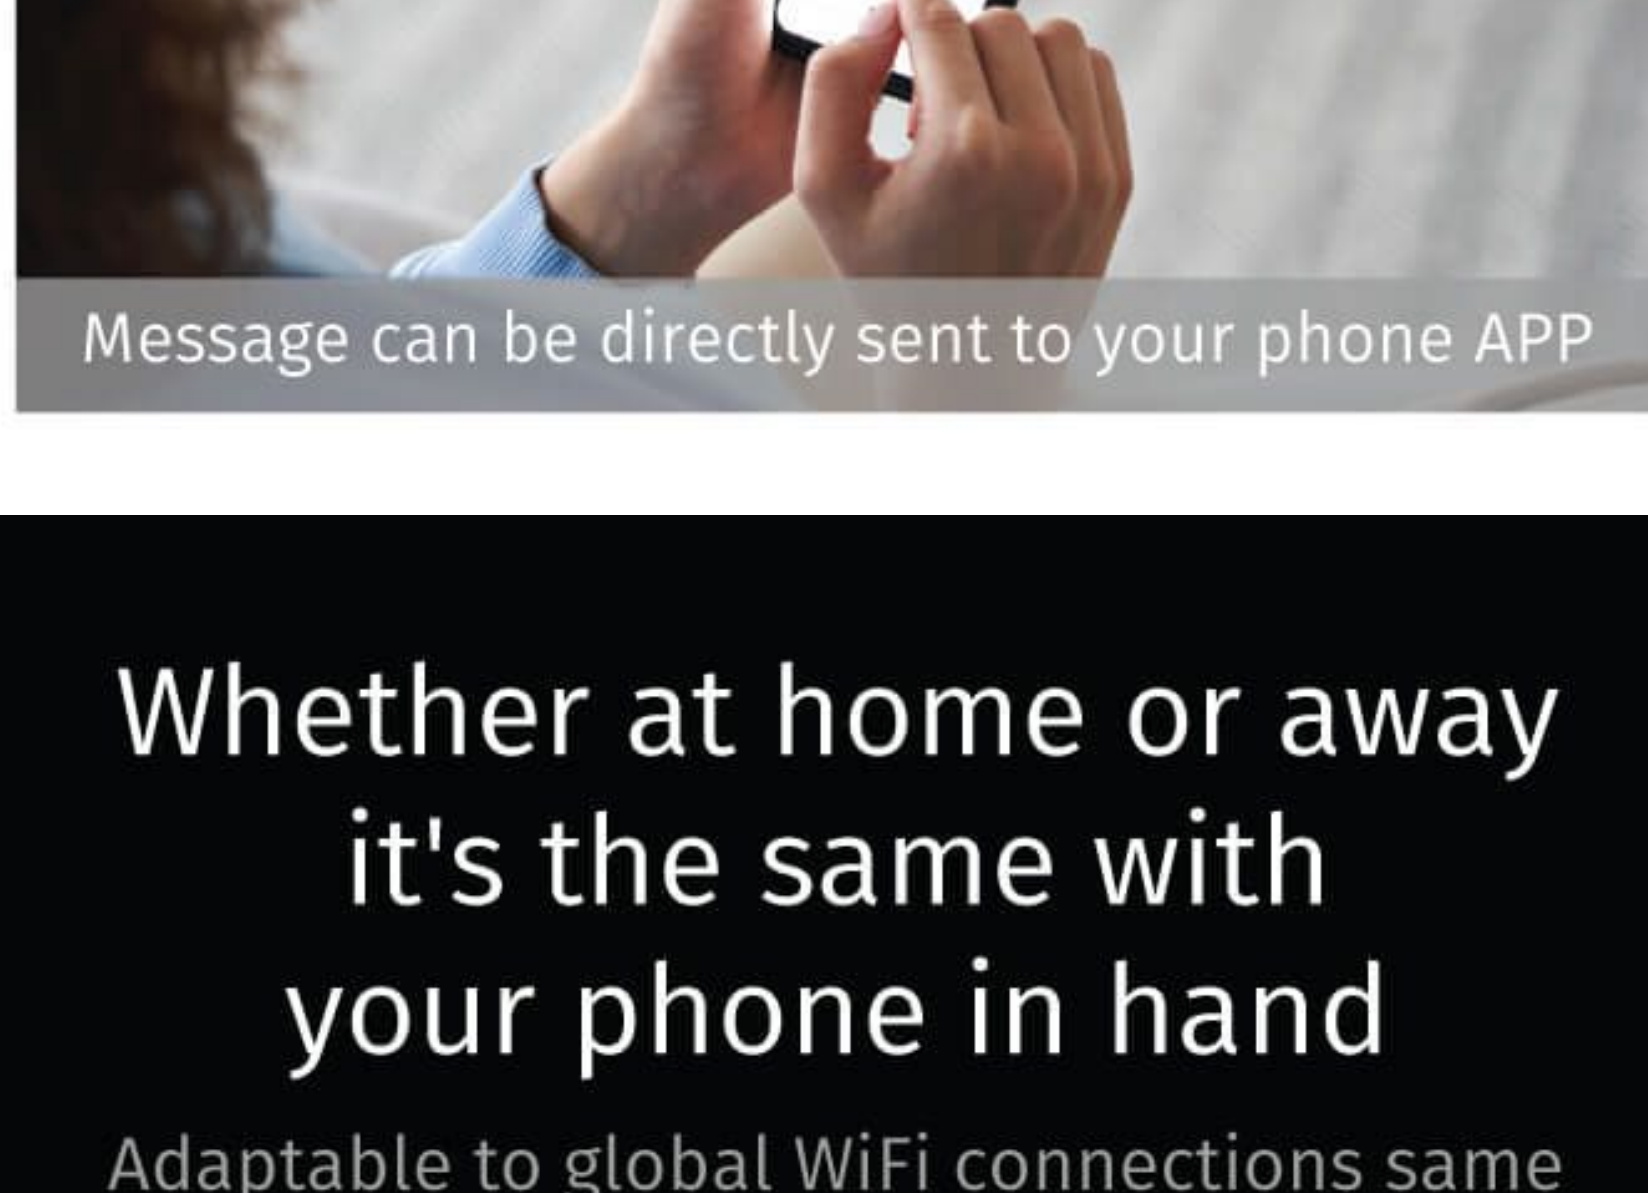 Message can be directly sent to your phone APP
Whether at home or away
it's the same with
your phone in hand
Adaptable to global WiFi connections same